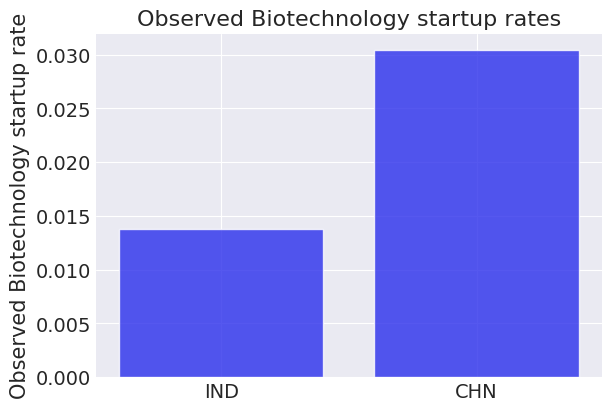 Observed Biotechnology startup rates
Observed Biotechnology startup rate
0.030
0.025
0.020
0.015
0.010
0.005
0.000
IND
CHN